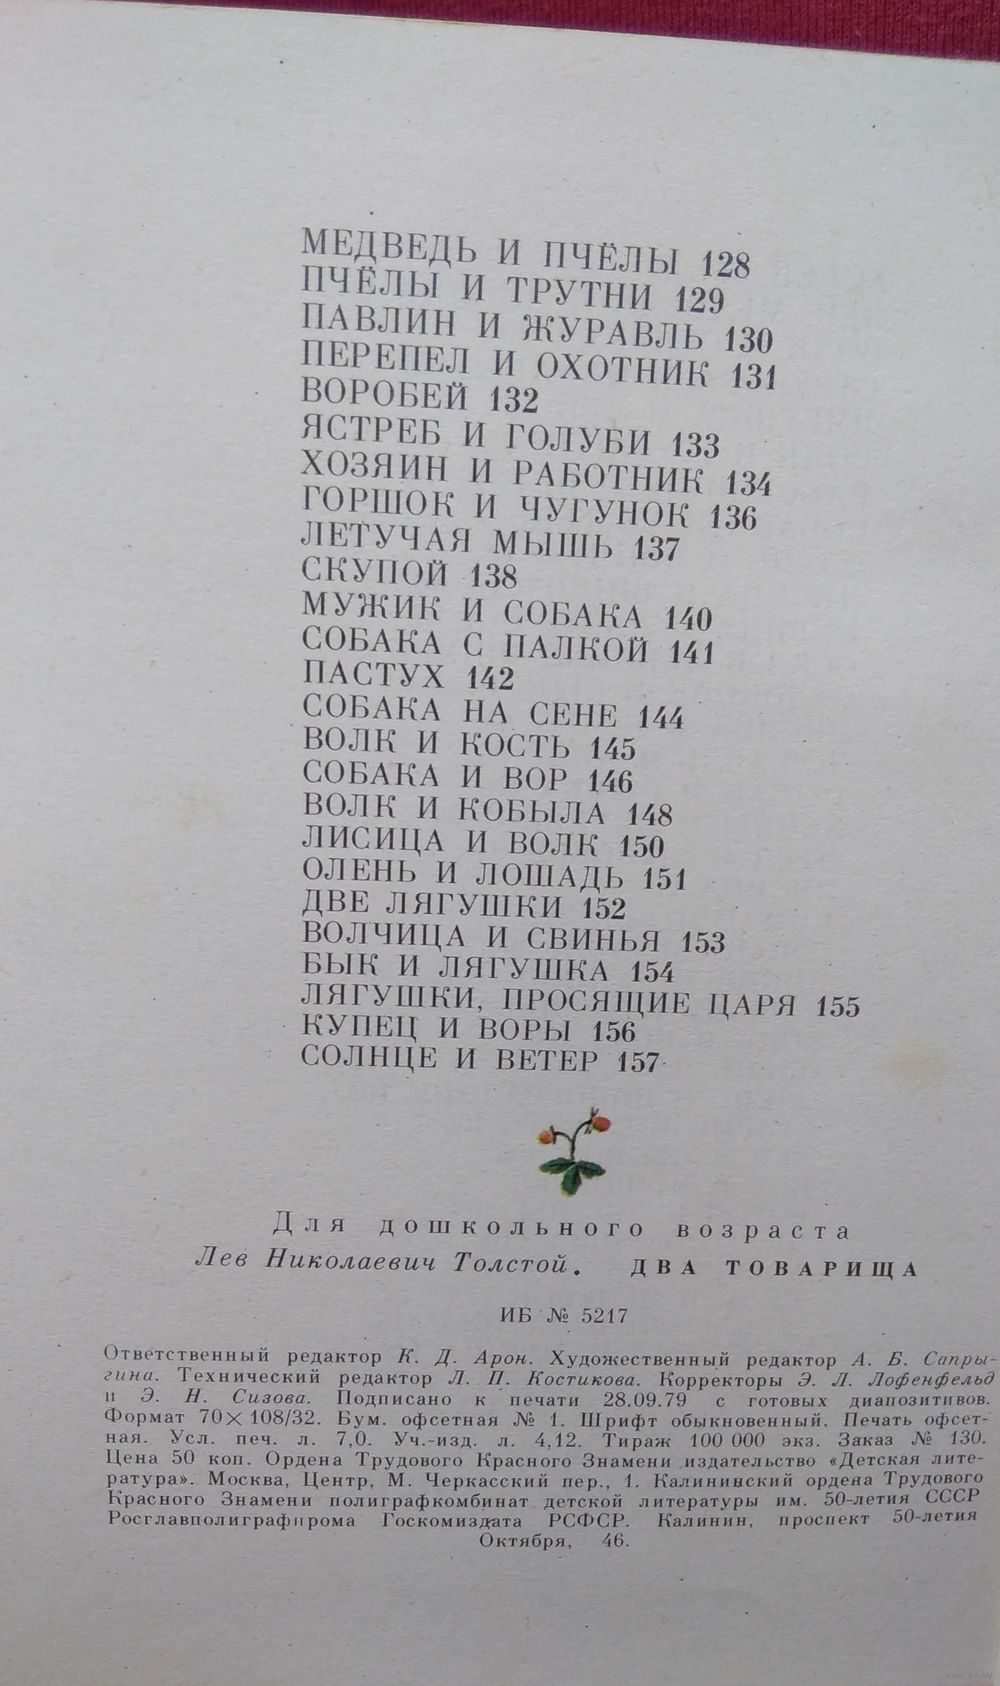 МЕДВЕДЬ И ПЧЁЛЫ 128
ПЧЁЛЫ И ТРУТНИ 129
ПАВЛИН И ЖУРАВЛЬ 130
ПЕРЕПЕЛ И ОХОТНИК 131
ВОРОБЕЙ 132
ЯСТРЕБ И ГОЛУБИ 133
ХОЗЯИН И РАБОТНИК 134
ГОРШОК И ЧУГУНОК 136
ЛЕТУЧАЯ МЫШЬ 137
СКУПОЙ 138
МУЖИК И СОБАКА 140
СОБАКА С ПАЛКОЙ 141
ПАСТУХ 142
СОБАКА НА СЕНЕ 144
ВОЛК И КОСТЬ 145
СОБАКА И ВОР 146
ВОЛК И КОБЫЛА 148
ЛИСИЦА И ВОЛК 150
ОЛЕНЬ И ЛОШАДЬ 151
ДВЕ ЛЯГУШКИ 152
ВОЛЧИЦА И СВИНЬЯ 153
БЫК И ЛЯГУШКА 154
ЛЯГУШКИ, ПРОСЯЩИЕ ЦАРЯ 155
КУПЕЦ И ВОРЫ 156
СОЛНЦЕ И ВЕТЕР 157
Для дошкольного возраста
Лев Николаевич Толстой. ДВА ТОВАРИЩА
ИБ № 5217
Ответственный редактор К. Д. Арон. Художественный редактор А. Б. Сапры-
гина. Технический редактор Л. П. Костикова. Корректоры Э. Л. Лофенфельд
и Э. Н. Сизова. Подписано к печати 28.09.79 с готовых диапозитивов.
Формат 70×108/32. Бум. офсетная № 1. Шрифт обыкновенный. Печать офсет-
ная. Усл. печ. л. 7,0. Уч.-изд. л. 4,12. Тираж 100 000 экз. Заказ № 130.
Цена 50 коп. Ордена Трудового Красного Знамени издательство «Детская лите-
ратура». Москва, Центр, М. Черкасский пер., 1. Калининский ордена Трудового
Красного Знамени полиграфкомбинат детской литературы им. 50-летия СССР
Росглавполиграфпрома Госкомиздата РСФСР. Калинин, проспект 50-летия
Октября, 46.